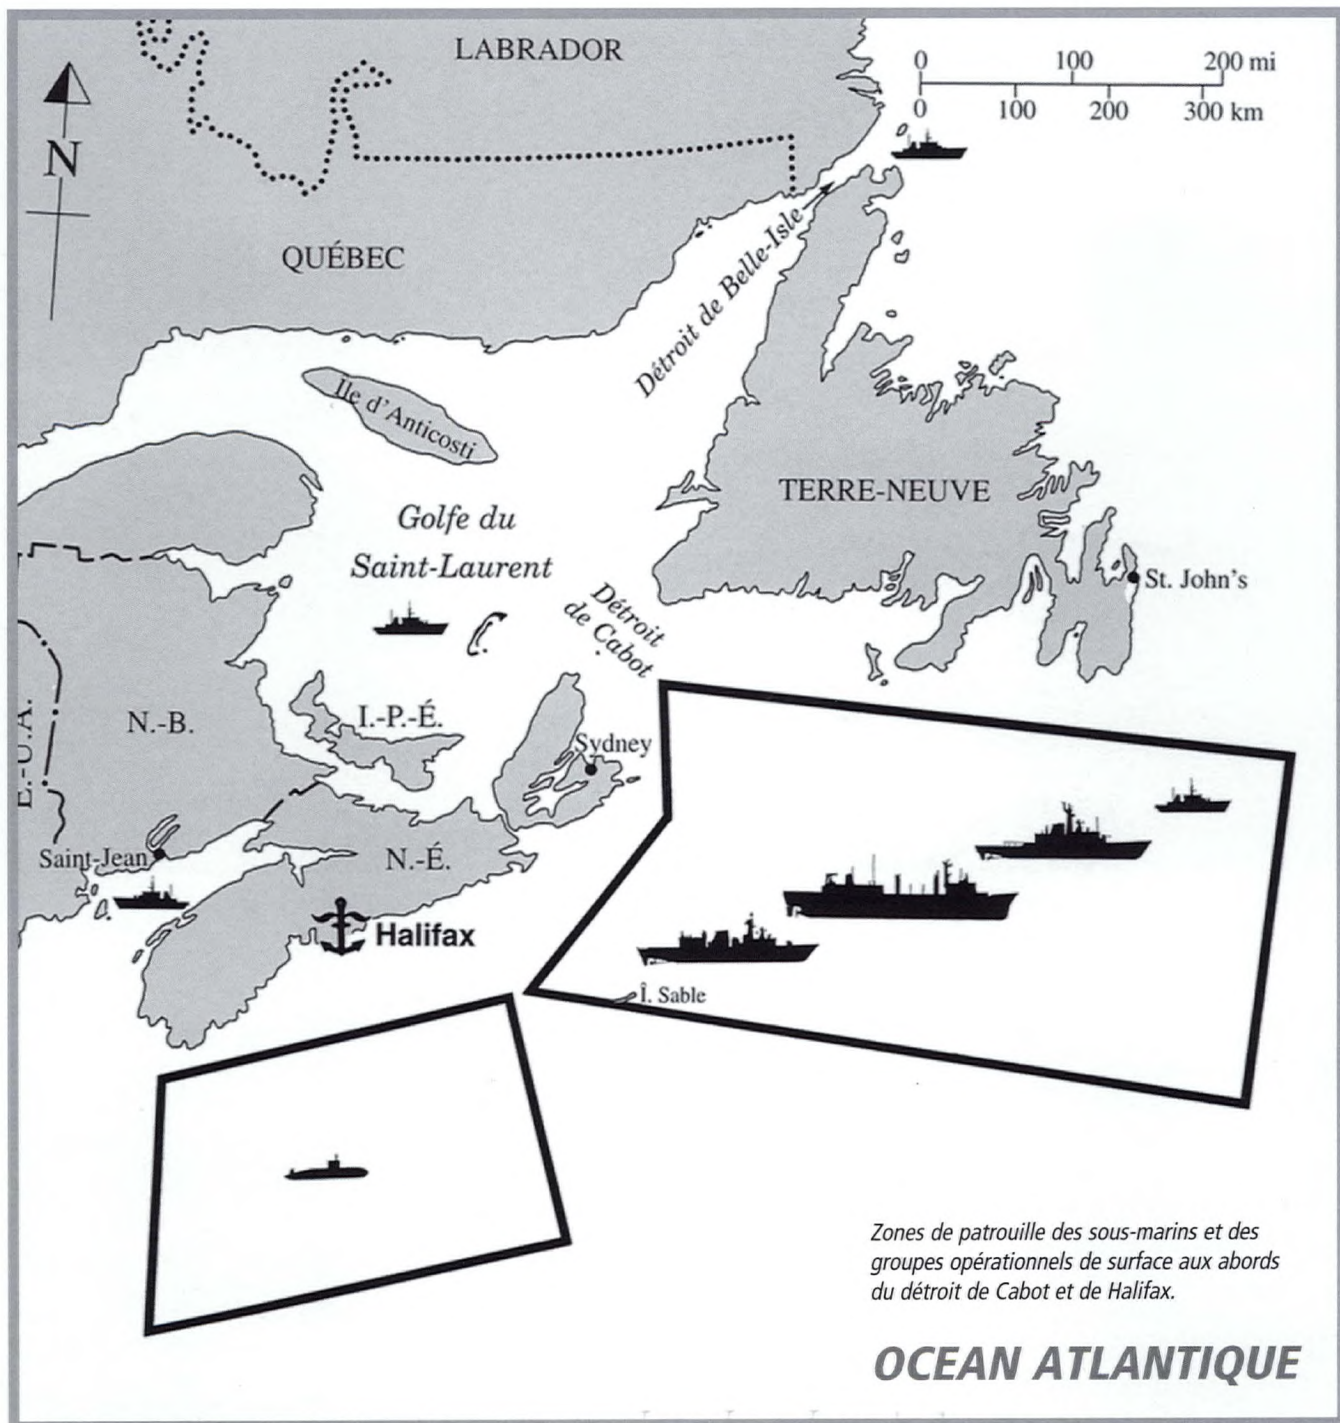 LABRADOR
0 100 200 mi
0 100 200 300 km
N
QUÉBEC
Détroit de Belle-Isle
Ile d'Anticosti
TERRE-NEUVE
Golfe du
Saint-Laurent
Détroit
de Cabot
St. John's
É.-U.A.
N.-B.
I.-P.-É.
Sydney
Saint-Jean
N.-É.
Halifax
Î. Sable
Zones de patrouille des sous-marins et des
groupes opérationnels de surface aux abords
du détroit de Cabot et de Halifax.
OCEAN ATLANTIQUE